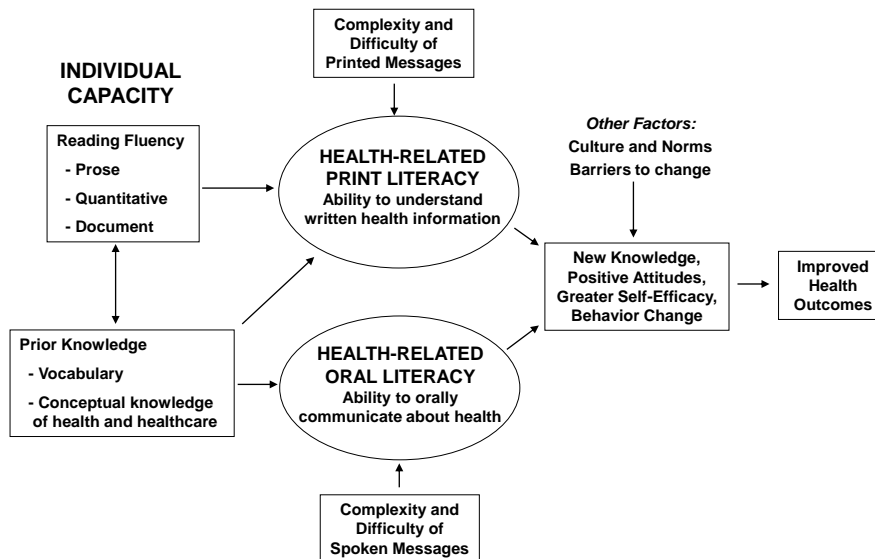 Complexity and
Difficulty of
Printed Messages
INDIVIDUAL
CAPACITY
Reading Fluency
- Prose
- Quantitative
- Document
HEALTH-RELATED
PRINT LITERACY
Ability to understand
written health information
Other Factors:
Culture and Norms
Barriers to change
New Knowledge,
Positive Attitudes,
Greater Self-Efficacy,
Behavior Change
Improved
Health
Outcomes
Prior Knowledge
- Vocabulary
- Conceptual knowledge
of health and healthcare
HEALTH-RELATED
ORAL LITERACY
Ability to orally
communicate about health
Complexity and
Difficulty of
Spoken Messages